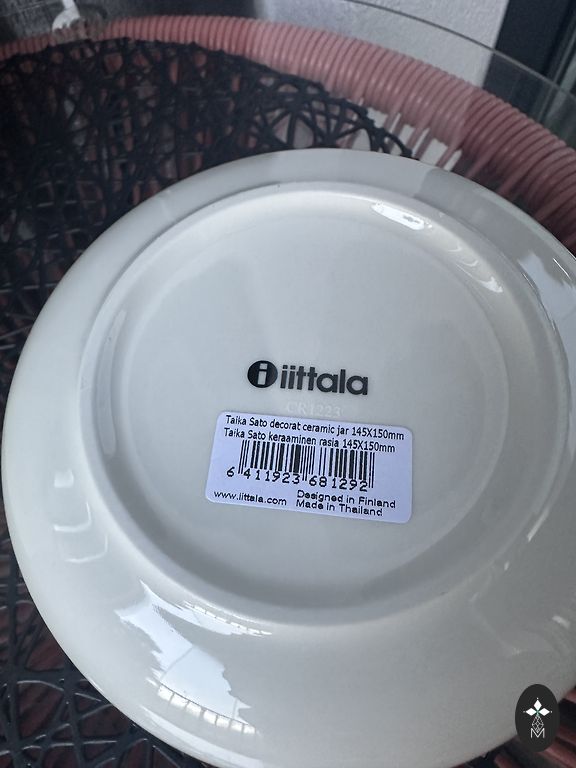 iittala
CR1223
Taika Sato decorat ceramic jar 145X150mm
Taika Sato keraaminen rasia 145X150mm
6 411923 681292
www.iittala.com Designed in Finland
Made in Thailand
M